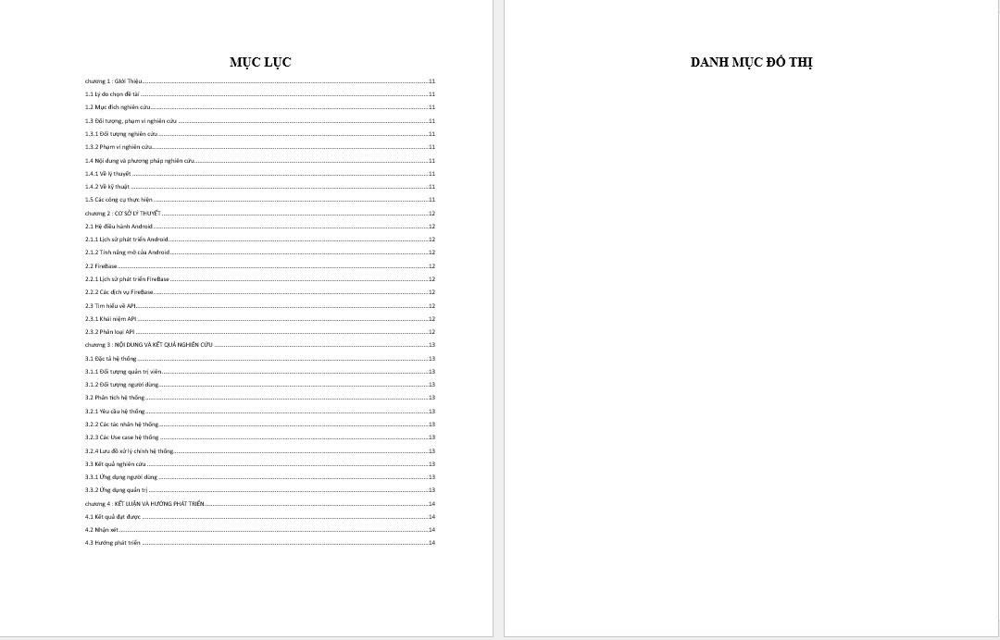 MỤC LỤC
chương 1 : Giới Thiệu 11
1.1 Lý do chọn đề tài 11
1.2 Mục đích nghiên cứu 11
1.3 Đối tượng, phạm vi nghiên cứu 11
1.3.1 Đối tượng nghiên cứu 11
1.3.2 Phạm vi nghiên cứu 11
1.4 Nội dung và phương pháp nghiên cứu 11
1.4.1 Về lý thuyết 11
1.4.2 Về kỹ thuật 11
1.5 Các công cụ thực hiện 11
chương 2 : CƠ SỞ LÝ THUYẾT 12
2.1 Hệ điều hành Android 12
2.1.1 Lịch sử phát triển Android 12
2.1.2 Tính năng mở của Android 12
2.2 FireBase 12
2.2.1 Lịch sử phát triển FireBase 12
2.2.2 Các dịch vụ FireBase 12
2.3 Tìm hiểu về API 12
2.3.1 Khái niệm API 12
2.3.2 Phân loại API 12
chương 3 : NỘI DUNG VÀ KẾT QUẢ NGHIÊN CỨU 13
3.1 Đặc tả hệ thống 13
3.1.1 Đối tượng quản trị viên 13
3.1.2 Đối tượng người dùng 13
3.2 Phân tích hệ thống 13
3.2.1 Yêu cầu hệ thống 13
3.2.2 Các tác nhân hệ thống 13
3.2.3 Các Use case hệ thống 13
3.2.4 Lưu đồ xử lý chính hệ thống 13
3.3 Kết quả nghiên cứu 13
3.3.1 Ứng dụng người dùng 13
3.3.2 Ứng dụng quản trị 13
chương 4 : KẾT LUẬN VÀ HƯỚNG PHÁT TRIỂN 14
4.1 Kết quả đạt được 14
4.2 Nhận xét 14
4.3 Hướng phát triển 14
DANH MỤC ĐỒ THỊ